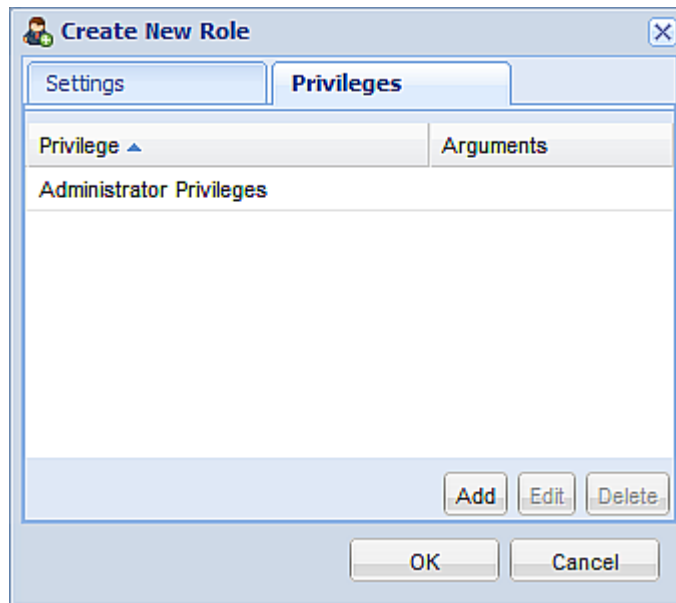 Create New Role
Settings Privileges
Privilege Arguments
Administrator Privileges
Add Edit Delete
OK Cancel